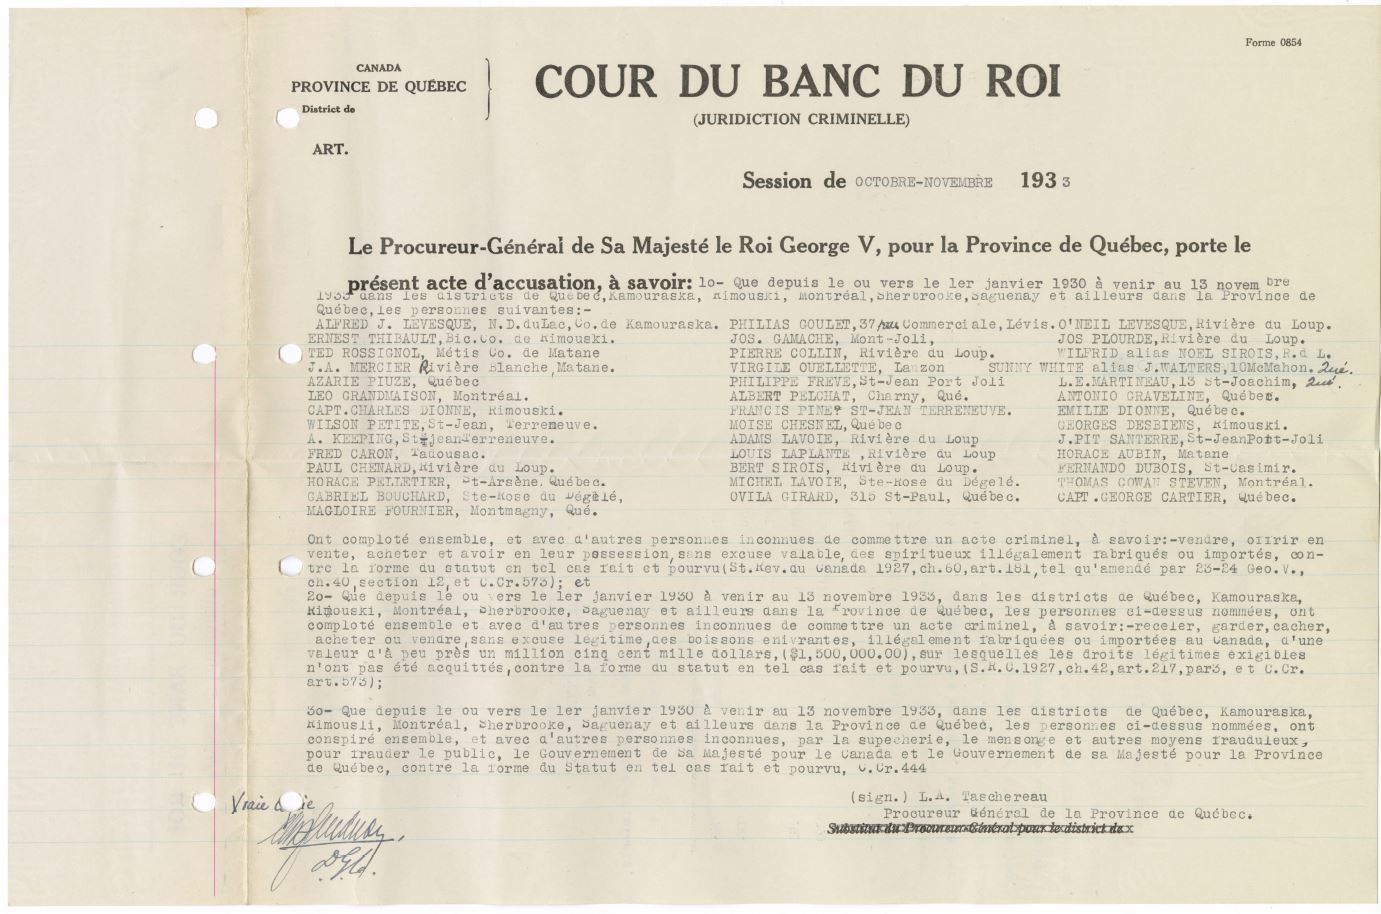 Forme 0854
CANADA
PROVINCE DE QUÉBEC
District de
COUR DU BANC DU ROI
(JURIDICTION CRIMINELLE)
ART.
Session de OCTOBRE-NOVEMBRE 1933
Le Procureur-Général de Sa Majesté le Roi George V, pour la Province de Québec, porte le
présent acte d'accusation, à savoir: 1o- Que depuis le ou vers le 1er janvier 1930 à venir au 13 novem bre
1933 dans les districts de Québec,Kamouraska, Rimouski, Montréal,Sherbrooke,Saguenay et ailleurs dans la Province de
Québec,les personnes suivantes:-
ALFRED J. LEVESQUE, N.D.duLac,Co.de Kamouraska. PHILIAS GOULET,37 rue Commerciale,Lévis. O'NEIL LEVESQUE,Rivière du Loup.
ERNEST THIBAULT,Bic.Co. de Rimouski. JOS. GAMACHE, Mont-Joli, JOS PLOURDE,Rivière du Loup.
TED ROSSIGNOL, Métis Co. de Matane PIERRE COLLIN, Rivière du Loup. WILFRID alias NOEL SIROIS,R.d L.
J.A. MERCIER Rivière Blanche,Matane. VIRGILE OUELLETTE, Lanzon SUNNY WHITE alias J.WALTERS,10McMahon. Qué.
AZARIE PIUZE, Québec PHILIPPE FREVE,St-Jean Port Joli L.E.MARTINEAU,13 St-Joachim, Qué.
LEO GRANDMAISON, Montréal. ALBERT PELCHAT, Charny, Qué. ANTONIO GRAVELINE, Québec.
CAPT.CHARLES DIONNE, Rimouski. FRANCIS PINE? ST-JEAN TERRENEUVE. EMILIE DIONNE, Québec.
WILSON PETITE,St-Jean, Terreneuve. MOISE CHESNEL,Québec GEORGES DESBIENS, Rimouski.
A. KEEPING,St-jeanTerreneuve. ADAMS LAVOIE, Rivière du Loup J.PIT SANTERRE,St-JeanPort-Joli
FRED CARON, Tadousac. LOUIS LAPLANTE ,Rivière du Loup HORACE AUBIN, Matane
PAUL CHENARD,Rivière du Loup. BERT SIROIS, Rivière du Loup. FERNANDO DUBOIS, St-Casimir.
HORACE PELLETIER, St-Arsène,Québec. MICHEL LAVOIE, Ste-Rose du Dégelé. THOMAS COWAN STEVEN, Montréal.
GABRIEL BOUCHARD, Ste-Rose du Dégelé, OVILA GIRARD, 315 St-Paul, Québec. CAPT.GEORGE CARTIER, Québec.
MAGLOIRE FOURNIER, Montmagny, Qué.
Ont comploté ensemble, et avec d'autres personnes inconnues de commettre un acte criminel, à savoir:-vendre, offrir en
vente, acheter et avoir en leur possession,sans excuse valable,des spiritueux illégalement fabriqués ou importés, con-
tre la forme du statut en tel cas fait et pourvu(St.Rev.du Canada 1927,ch.60,art.181,tel qu'amendé par 23-24 Geo.V.,
ch.40,section 12,et C.Cr.573); et
2o- Que depuis le ou vers le 1er janvier 1930 à venir au 13 novembre 1933, dans les districts de Québec, Kamouraska,
Rimouski, Montréal, Sherbrooke, Saguenay et ailleurs dans la Province de Québec, les personnes ci-dessus nommées, ont
comploté ensemble et avec d'autres personnes inconnues de commettre un acte criminel, à savoir:-receler, garder,cacher,
acheter ou vendre,sans excuse légitime,des boissons enivrantes, illégalement fabriquées ou importées au Canada, d'une
valeur d'à peu près un million cinq cent mille dollars,($1,500,000.00),sur lesquelles les droits légitimes exigibles
n'ont pas été acquittés,contre la forme du statut en tel cas fait et pourvu,(S.R.C.1927,ch.42,art.217,par3, et C.Cr.
art.573);
3o- Que depuis le ou vers le 1er janvier 1930 à venir au 13 novembre 1933, dans les districts de Québec, Kamouraska,
Rimousli, Montréal, Sherbrooke, Saguenay et ailleurs dans la Province de Québec, les personnes ci-dessus nommées, ont
conspiré ensemble, et avec d'autres personnes inconnues, par la supecherie, le mensonge et autres moyens frauduleux,
pour frauder le public, le Gouvernement de Sa Majesté pour le Canada et le Gouvernement de sa Majesté pour la Province
de Québec, contre la forme du Statut en tel cas fait et pourvu, C.Cr.444
(sign.) L.A. Taschereau
Procureur Général de la Province de Québec.
Substitut du Procureur-Général pour le district de
Vraie copie